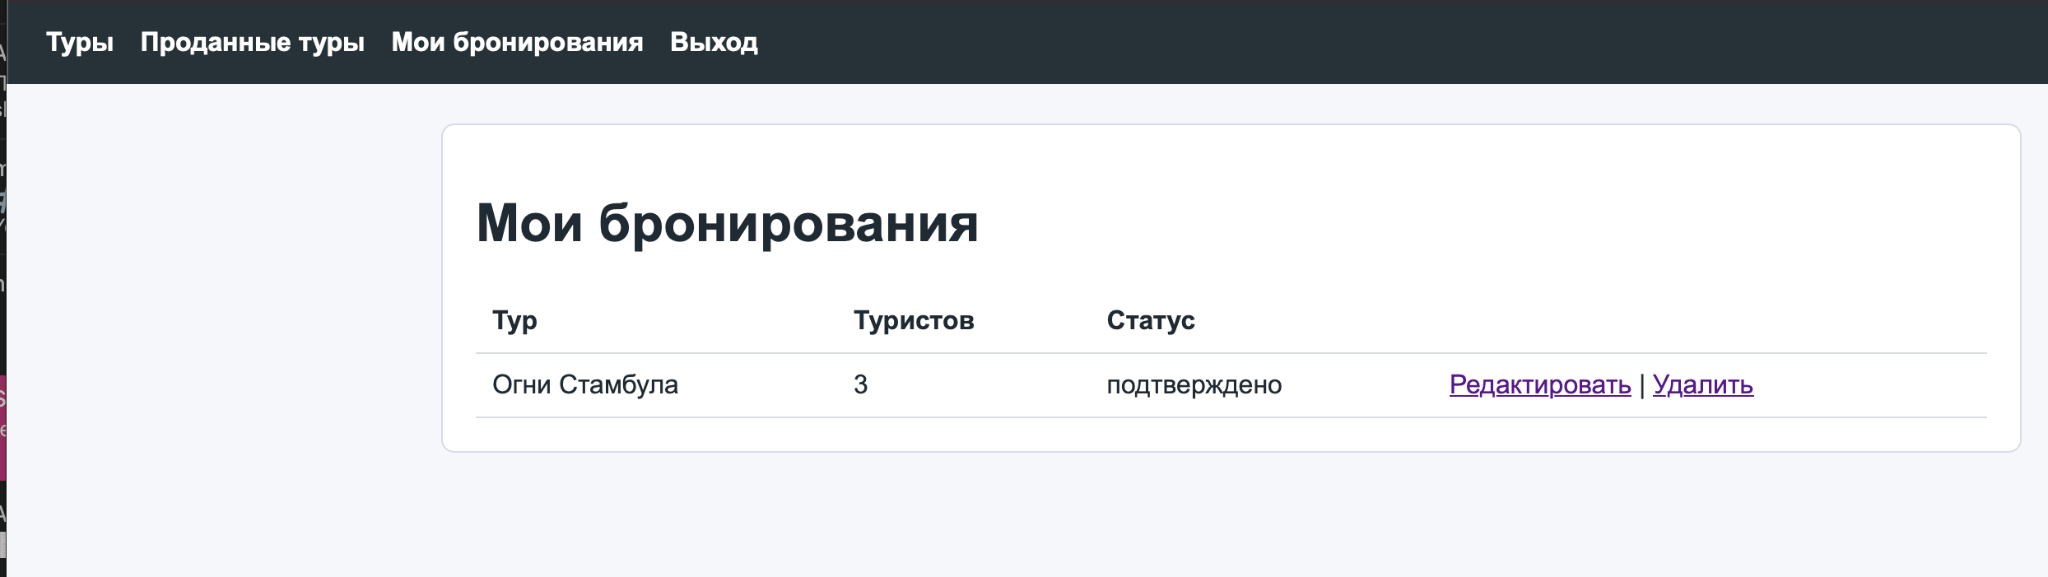 Туры Проданные туры Мои бронирования Выход
Мои бронирования
Тур Туристов Статус
Огни Стамбула 3 подтверждено Редактировать | Удалить